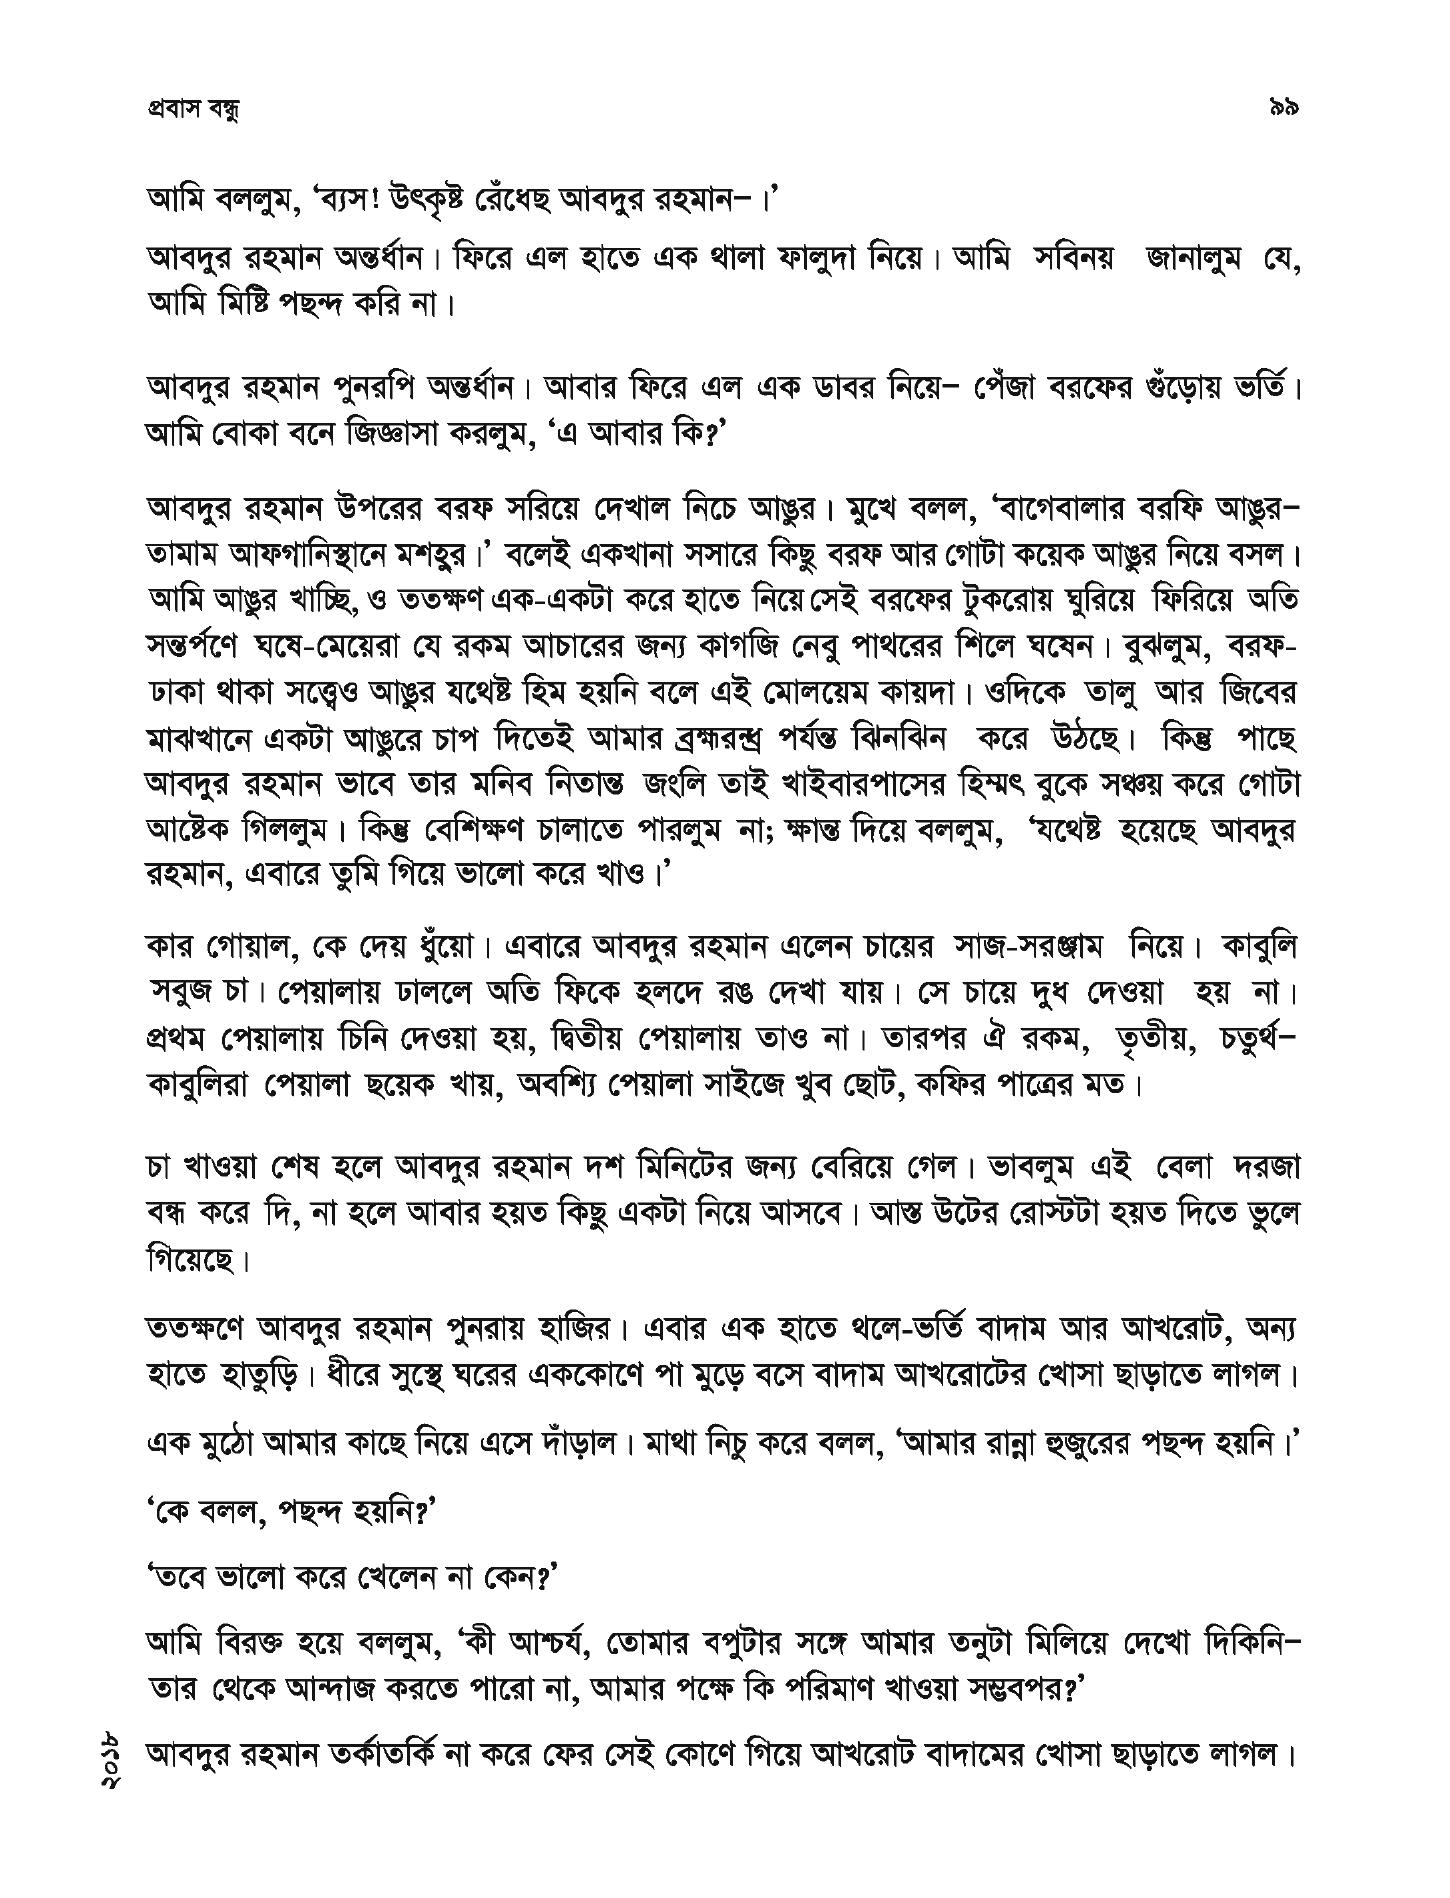 প্রবাস বন্ধু
৯৯
আমি বললুম, ‘ব্যস! উৎকৃষ্ট রেঁধেছ আবদুর রহমান– ।’
আবদুর রহমান অন্তর্ধান। ফিরে এল হাতে এক থালা ফালুদা নিয়ে। আমি সবিনয় জানালুম যে,
আমি মিষ্টি পছন্দ করি না।
আবদুর রহমান পুনরপি অন্তর্ধান। আবার ফিরে এল এক ডাবর নিয়ে– পেঁজা বরফের গুঁড়োয় ভর্তি।
আমি বোকা বনে জিজ্ঞাসা করলুম, ‘এ আবার কি?’
আবদুর রহমান উপরের বরফ সরিয়ে দেখাল নিচে আঙুর। মুখে বলল, ‘বাগেবালার বরফি আঙুর–
তামাম আফগানিস্থানে মশহুর।’ বলেই একখানা সসারে কিছু বরফ আর গোটা কয়েক আঙুর নিয়ে বসল।
আমি আঙুর খাচ্ছি, ও ততক্ষণ এক-একটা করে হাতে নিয়ে সেই বরফের টুকরোয় ঘুরিয়ে ফিরিয়ে অতি
সন্তর্পণে ঘষে-মেয়েরা যে রকম আচারের জন্য কাগজি নেবু পাথরের শিলে ঘষেন। বুঝলুম, বরফ-
ঢাকা থাকা সত্ত্বেও আঙুর যথেষ্ট হিম হয়নি বলে এই মোলয়েম কায়দা। ওদিকে তালু আর জিবের
মাঝখানে একটা আঙুরে চাপ দিতেই আমার ব্রহ্মরন্ধ্র পর্যন্ত ঝিনঝিন করে উঠছে। কিন্তু পাছে
আবদুর রহমান ভাবে তার মনিব নিতান্ত জংলি তাই খাইবারপাসের হিম্মৎ বুকে সঞ্চয় করে গোটা
আষ্টেক গিললুম। কিন্তু বেশিক্ষণ চালাতে পারলুম না; ক্ষান্ত দিয়ে বললুম, ‘যথেষ্ট হয়েছে আবদুর
রহমান, এবারে তুমি গিয়ে ভালো করে খাও।’
কার গোয়াল, কে দেয় ধুঁয়ো। এবারে আবদুর রহমান এলেন চায়ের সাজ-সরঞ্জাম নিয়ে। কাবুলি
সবুজ চা। পেয়ালায় ঢাললে অতি ফিকে হলদে রঙ দেখা যায়। সে চায়ে দুধ দেওয়া হয় না।
প্রথম পেয়ালায় চিনি দেওয়া হয়, দ্বিতীয় পেয়ালায় তাও না। তারপর ঐ রকম, তৃতীয়, চতুর্থ–
কাবুলিরা পেয়ালা ছয়েক খায়, অবশ্যি পেয়ালা সাইজে খুব ছোট, কফির পাত্রের মত।
চা খাওয়া শেষ হলে আবদুর রহমান দশ মিনিটের জন্য বেরিয়ে গেল। ভাবলুম এই বেলা দরজা
বন্ধ করে দি, না হলে আবার হয়ত কিছু একটা নিয়ে আসবে। আস্ত উটের রোস্টটা হয়ত দিতে ভুলে
গিয়েছে।
ততক্ষণে আবদুর রহমান পুনরায় হাজির। এবার এক হাতে থলে-ভর্তি বাদাম আর আখরোট, অন্য
হাতে হাতুড়ি। ধীরে সুস্থে ঘরের এককোণে পা মুড়ে বসে বাদাম আখরোটের খোসা ছাড়াতে লাগল।
এক মুঠো আমার কাছে নিয়ে এসে দাঁড়াল। মাথা নিচু করে বলল, ‘আমার রান্না হুজুরের পছন্দ হয়নি।’
‘কে বলল, পছন্দ হয়নি?’
‘তবে ভালো করে খেলেন না কেন?’
আমি বিরক্ত হয়ে বললুম, ‘কী আশ্চর্য, তোমার বপুটার সঙ্গে আমার তনুটা মিলিয়ে দেখো দিকিনি–
তার থেকে আন্দাজ করতে পারো না, আমার পক্ষে কি পরিমাণ খাওয়া সম্ভবপর?’
আবদুর রহমান তর্কাতর্কি না করে ফের সেই কোণে গিয়ে আখরোট বাদামের খোসা ছাড়াতে লাগল।
২০১৮